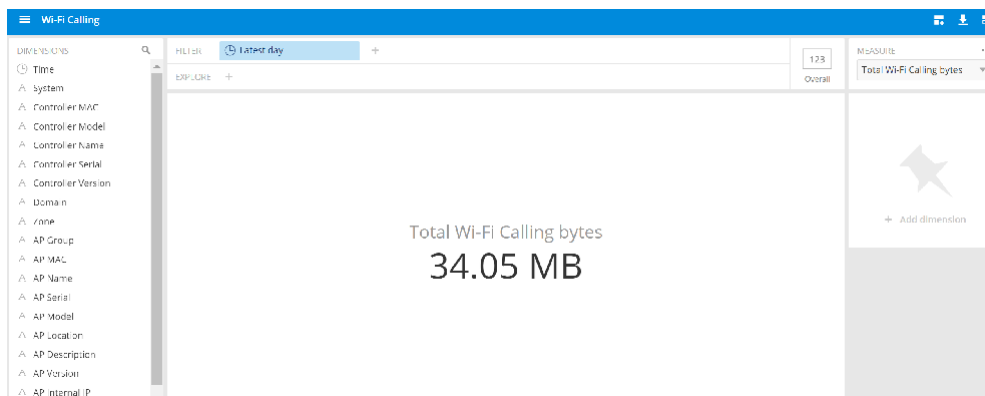 Wi-Fi Calling
DIMENSIONS
Time
System
Controller MAC
Controller Model
Controller Name
Controller Serial
Controller Version
Domain
Zone
AP Group
AP MAC
AP Name
AP Serial
AP Model
AP Location
AP Description
AP Version
AP Internal IP
FILTER
Latest day
+
EXPLORE +
123
Overall
MEASURE
Total Wi-Fi Calling bytes
Total Wi-Fi Calling bytes
34.05 MB
+ Add dimension